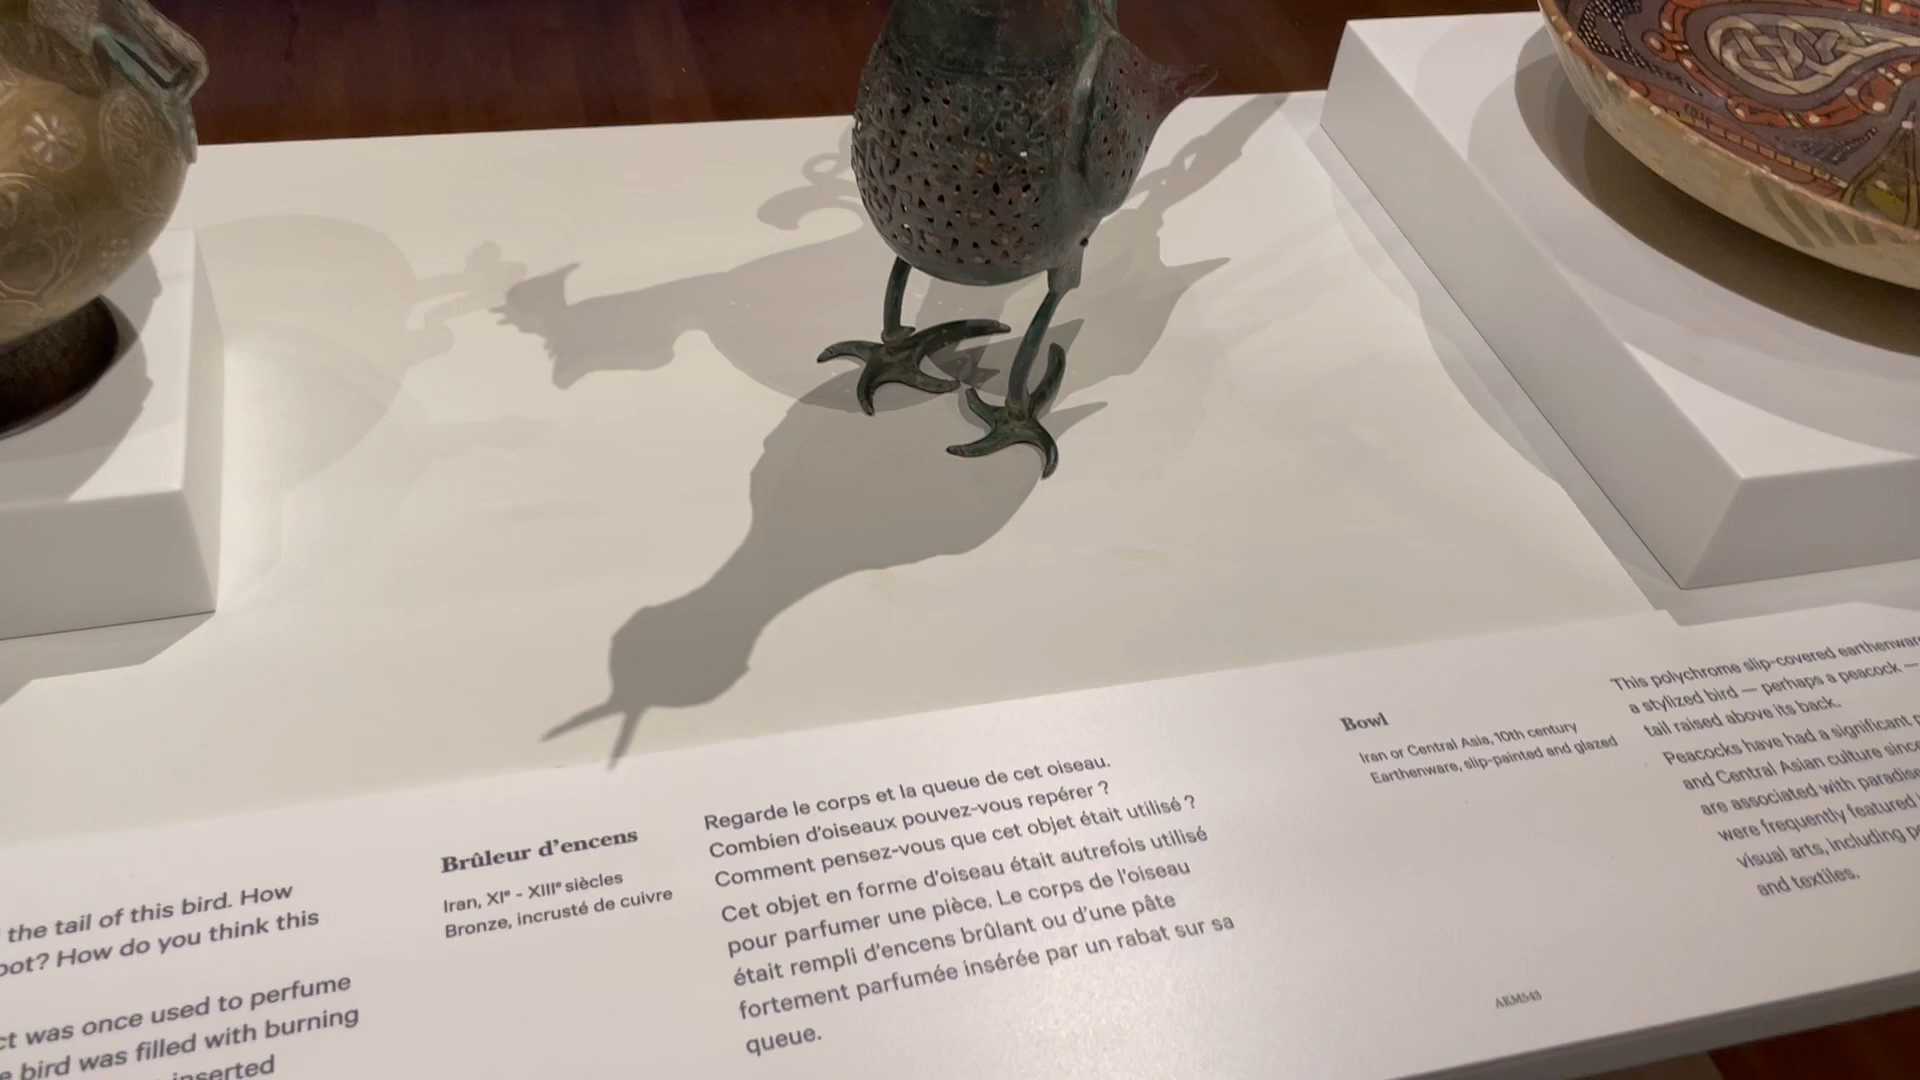 the tail of this bird. How
How do you think this
was once used to perfume
bird was filled with burning
inserted
Brûleur d'encens
Iran, XIᵉ - XIIIᵉ siècles
Bronze, incrusté de cuivre
Regarde le corps et la queue de cet oiseau.
Combien d'oiseaux pouvez-vous repérer ?
Comment pensez-vous que cet objet était utilisé ?
Cet objet en forme d'oiseau était autrefois utilisé
pour parfumer une pièce. Le corps de l'oiseau
était rempli d'encens brûlant ou d'une pâte
fortement parfumée insérée par un rabat sur sa
queue.
Bowl
Iran or Central Asia, 10th century
Earthenware, slip-painted and glazed
This polychrome slip-covered earthenware
a stylized bird — perhaps a peacock —
tail raised above its back.
Peacocks have had a significant
and Central Asian culture since
are associated with paradise
were frequently featured
visual arts, including
and textiles.
AKM543